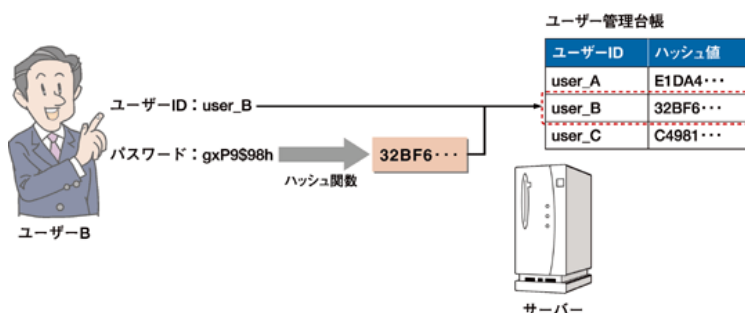 ユーザー管理台帳
ユーザーID ハッシュ値
user_A E1DA4･･･
user_B 32BF6･･･
user_C C4981･･･
ユーザーID：user_B
パスワード：gxP9$98h
ハッシュ関数
32BF6･･･
ユーザーB
サーバー